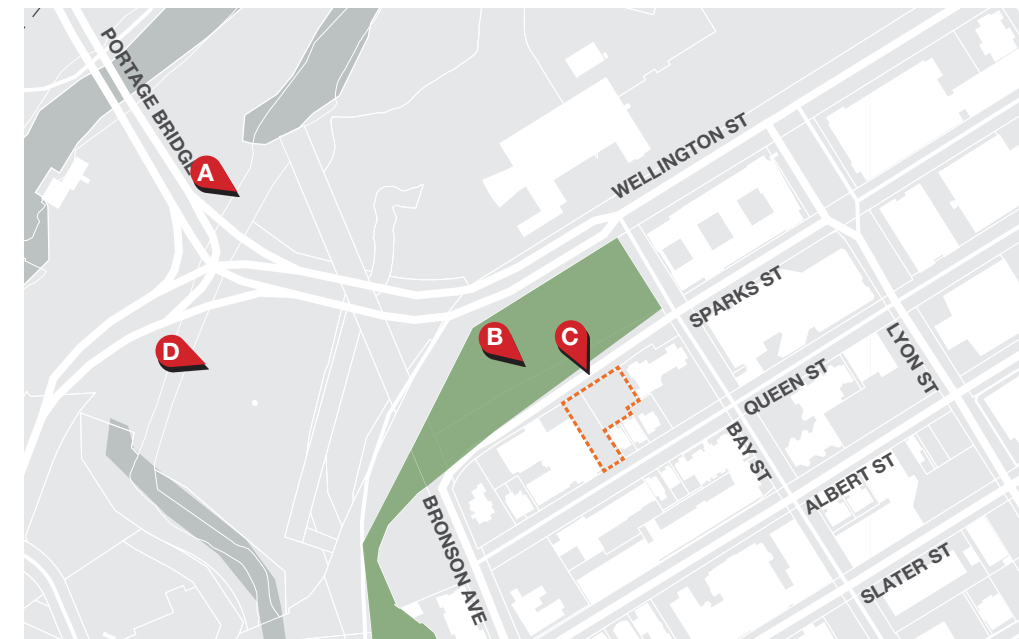 PORTAGE BRIDGE
WELLINGTON ST
A
SPARKS ST
B
C
D
LYON ST
QUEEN ST
BAY ST
ALBERT ST
BRONSON AVE
SLATER ST